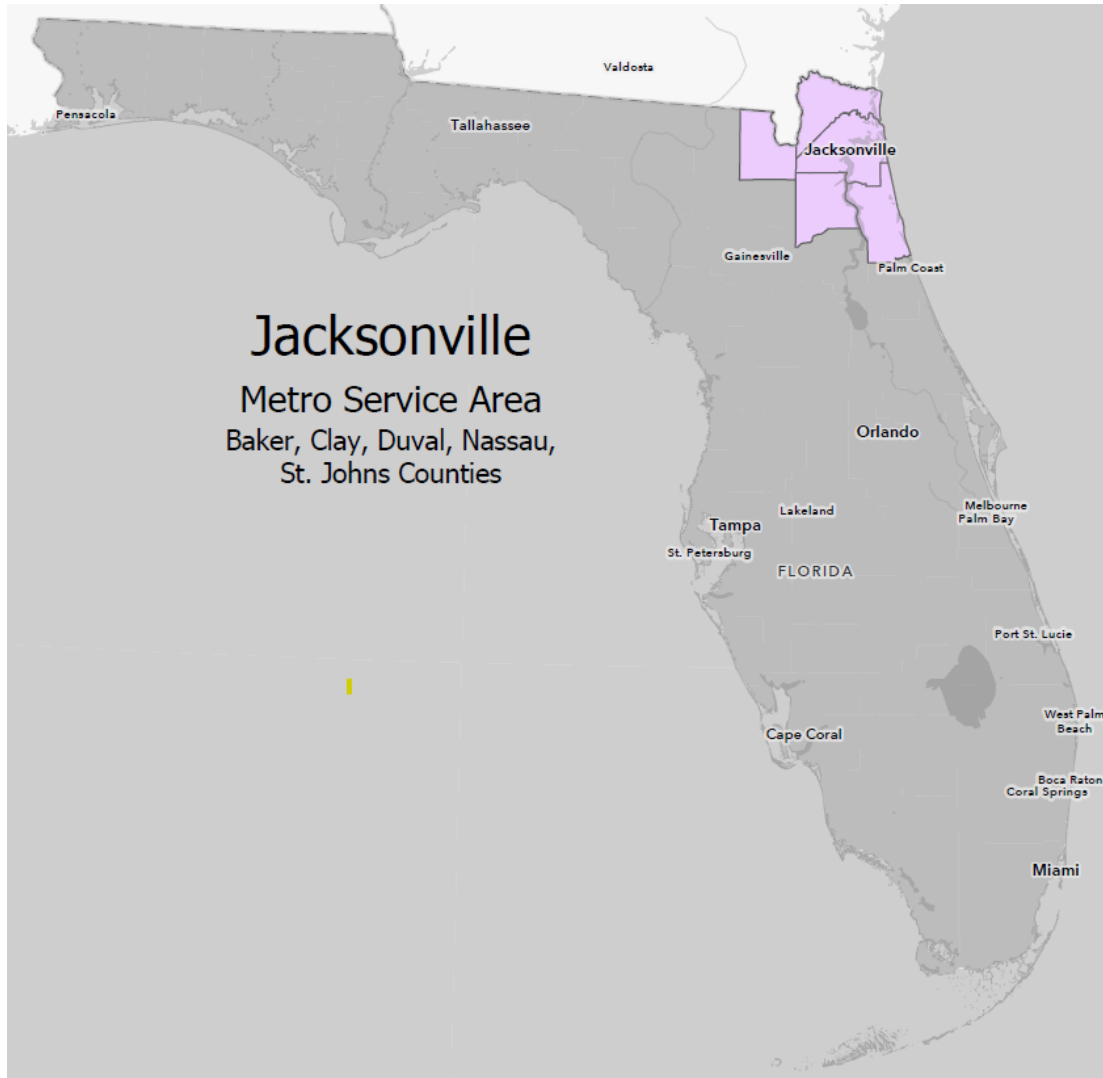 Valdosta
Pensacola
Tallahassee
Jacksonville
Gainesville
Palm Coast
Jacksonville
Metro Service Area
Baker, Clay, Duval, Nassau,
St. Johns Counties
Orlando
Melbourne
Palm Bay
Lakeland
Tampa
St. Petersburg
FLORIDA
Port St. Lucie
West Palm
Beach
Cape Coral
Boca Raton
Coral Springs
Miami